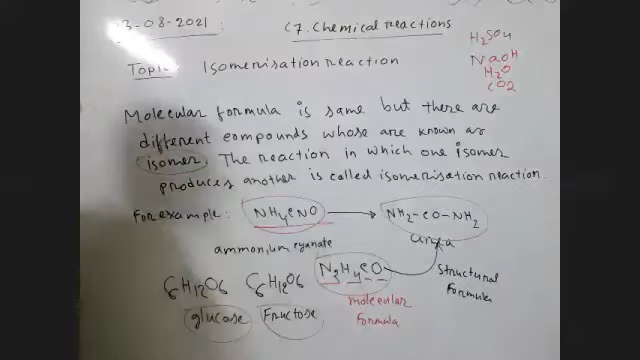 3-08-2021 C7. Chemical Reactions
H2SO4
Topic Isomerisation Reaction
NaOH
H2O
CO2
Molecular formula is same but there are
different compounds whose are known as
isomer. The reaction in which one isomer
produces another is called isomerisation reaction.
For example: NH4CNO → NH2-CO-NH2
ammonium cyanate urea
N2H4CO Structural
Formula
C6H12O6 C6H12O6
molecular
Formula
glucose Fructose